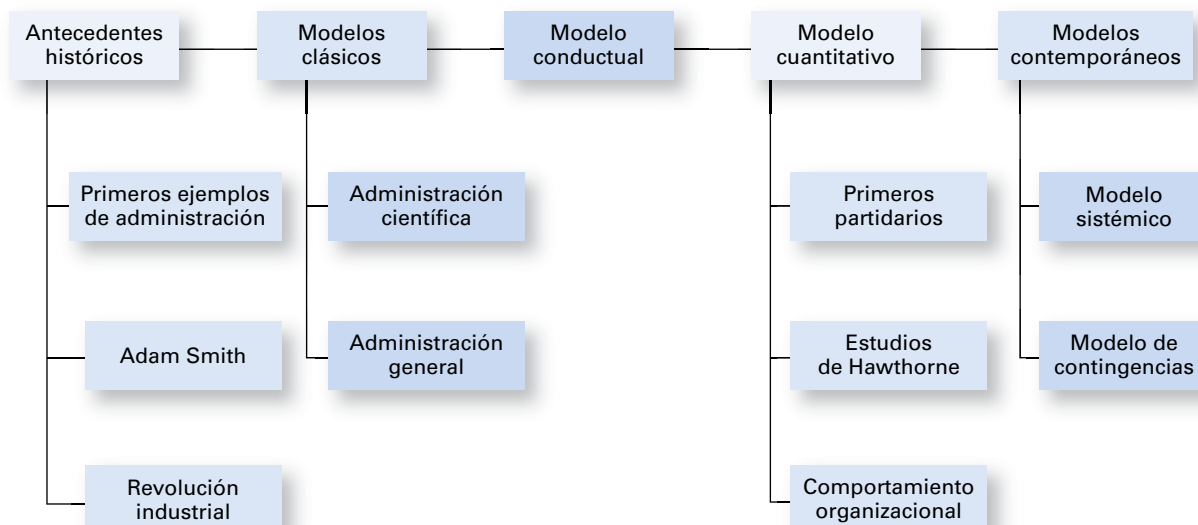 Antecedentes
históricos
Modelos
clásicos
Modelo
conductual
Modelo
cuantitativo
Modelos
contemporáneos
Primeros ejemplos
de administración
Administración
científica
Primeros
partidarios
Modelo
sistémico
Adam Smith
Administración
general
Estudios
de Hawthorne
Modelo de
contingencias
Revolución
industrial
Comportamiento
organizacional